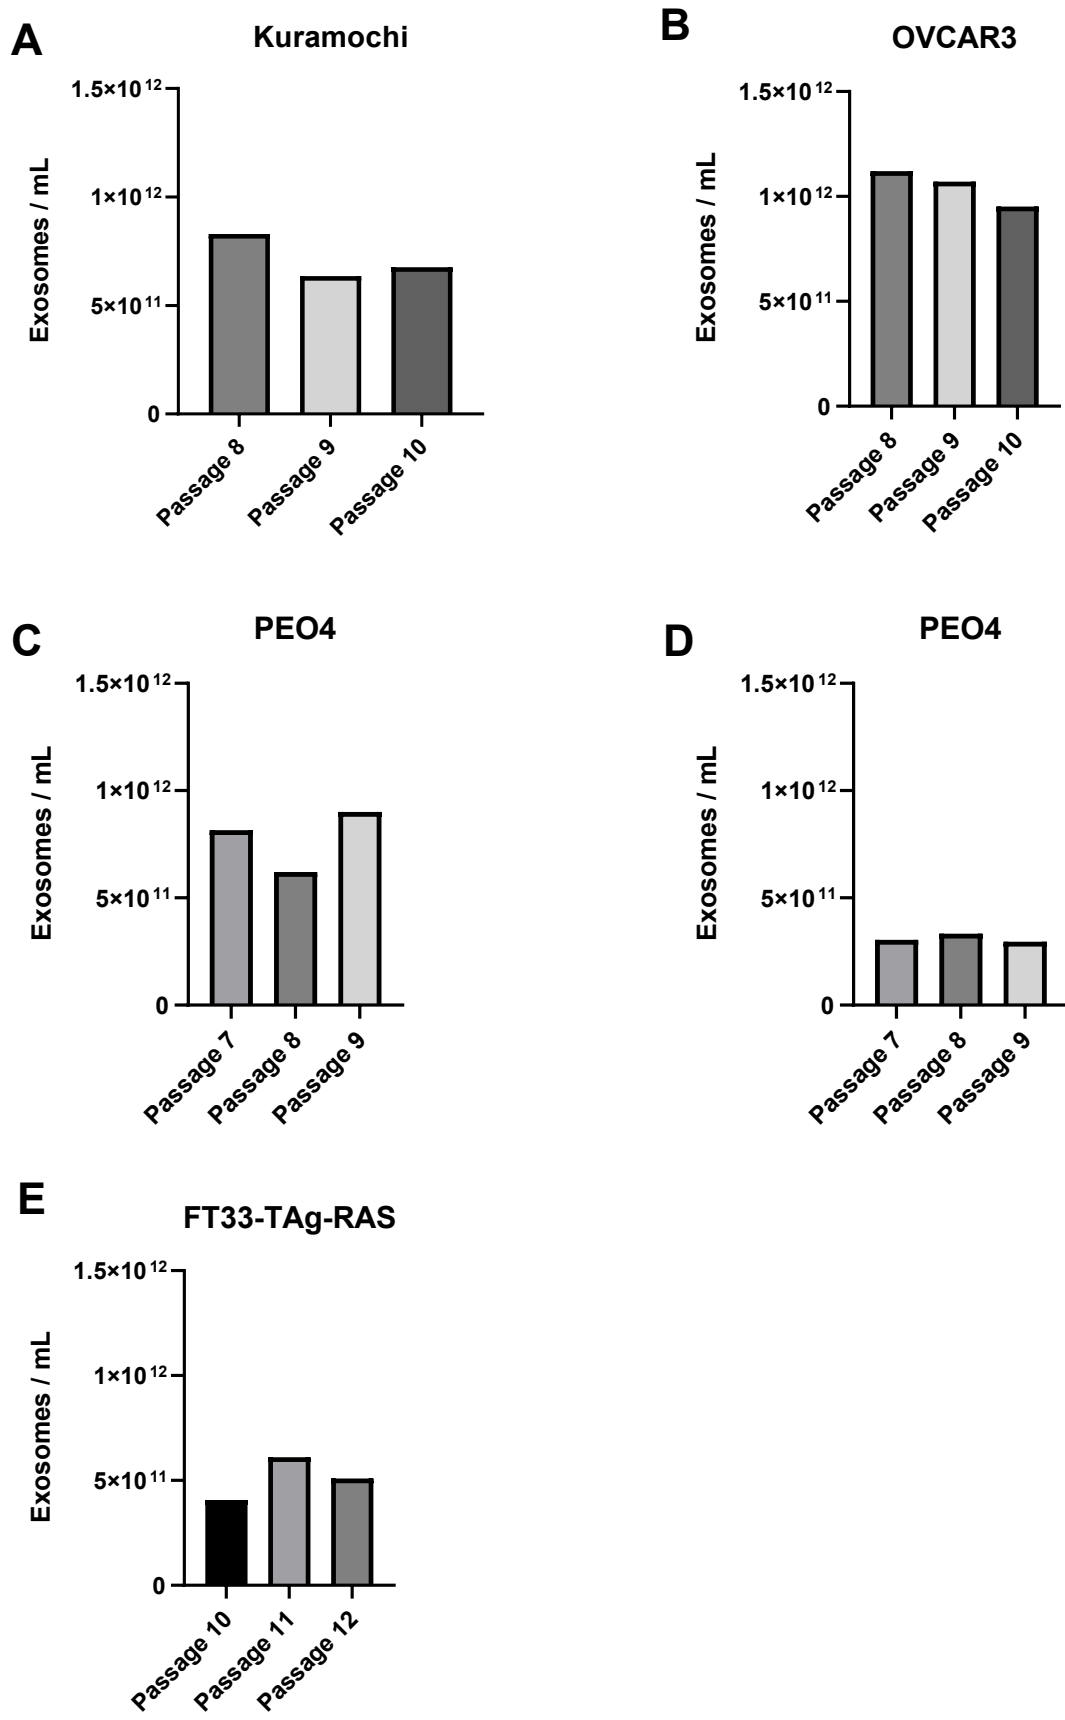 A
Kuramochi
Exosomes / mL
1.5×10¹²
1×10¹²
5×10¹¹
0
Passage 8
Passage 9
Passage 10
B
OVCAR3
Exosomes / mL
1.5×10¹²
1×10¹²
5×10¹¹
0
Passage 8
Passage 9
Passage 10
C
PEO4
Exosomes / mL
1.5×10¹²
1×10¹²
5×10¹¹
0
Passage 7
Passage 8
Passage 9
D
PEO4
Exosomes / mL
1.5×10¹²
1×10¹²
5×10¹¹
0
Passage 7
Passage 8
Passage 9
E
FT33-TAg-RAS
Exosomes / mL
1.5×10¹²
1×10¹²
5×10¹¹
0
Passage 10
Passage 11
Passage 12